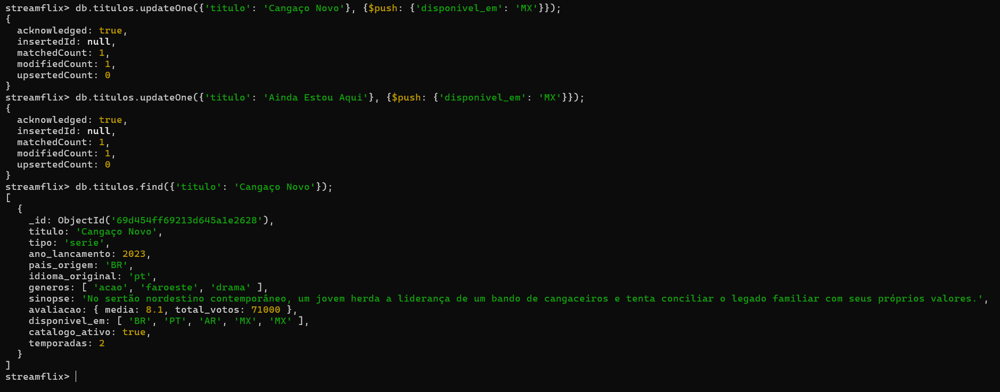 streamflix> db.titulos.updateOne({'titulo': 'Cangaço Novo'}, {$push: {'disponivel_em': 'MX'}});
{
  acknowledged: true,
  insertedId: null,
  matchedCount: 1,
  modifiedCount: 1,
  upsertedCount: 0
}
streamflix> db.titulos.updateOne({'titulo': 'Ainda Estou Aqui'}, {$push: {'disponivel_em': 'MX'}});
{
  acknowledged: true,
  insertedId: null,
  matchedCount: 1,
  modifiedCount: 1,
  upsertedCount: 0
}
streamflix> db.titulos.find({'titulo': 'Cangaço Novo'});
[
  {
    _id: ObjectId('69d454ff69213d645a1e2628'),
    titulo: 'Cangaço Novo',
    tipo: 'serie',
    ano_lancamento: 2023,
    pais_origem: 'BR',
    idioma_original: 'pt',
    generos: [ 'acao', 'faroeste', 'drama' ],
    sinopse: 'No sertão nordestino contemporâneo, um jovem herda a liderança de um bando de cangaceiros e tenta conciliar o legado familiar com seus próprios valores.',
    avaliacao: { media: 8.1, total_votos: 71000 },
    disponivel_em: [ 'BR', 'PT', 'AR', 'MX', 'MX' ],
    catalogo_ativo: true,
    temporadas: 2
  }
]
streamflix>